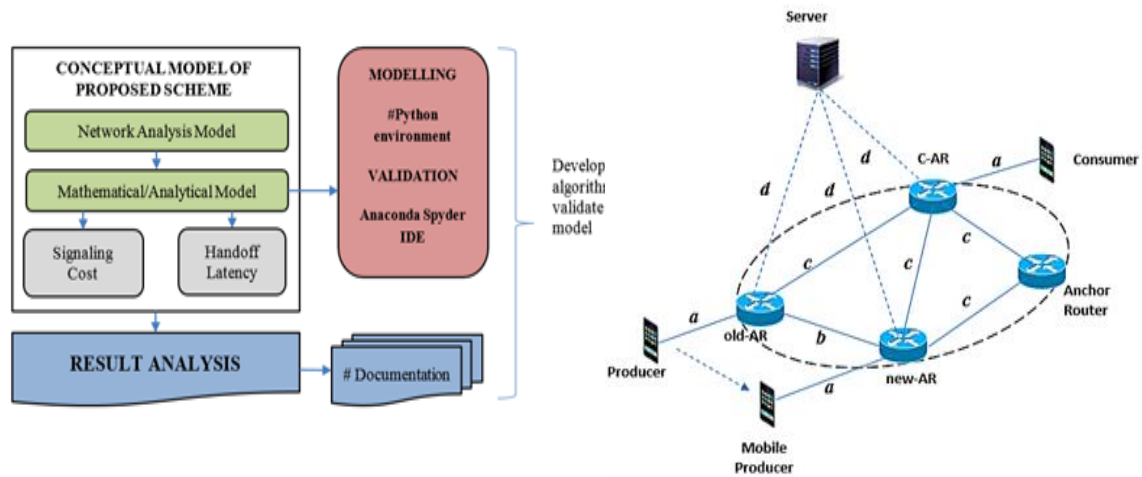 CONCEPTUAL MODEL OF
PROPOSED SCHEME
Network Analysis Model
Mathematical/Analytical Model
Signaling
Cost
Handoff
Latency
RESULT ANALYSIS
# Documentation
MODELLING
#Python
environment
VALIDATION
Anaconda Spyder
IDE
Develop
algorith
validate
model
Server
C-AR
a
Consumer
d
d
d
c
c
c
c
Anchor
Router
a
old-AR
b
new-AR
Producer
a
Mobile
Producer